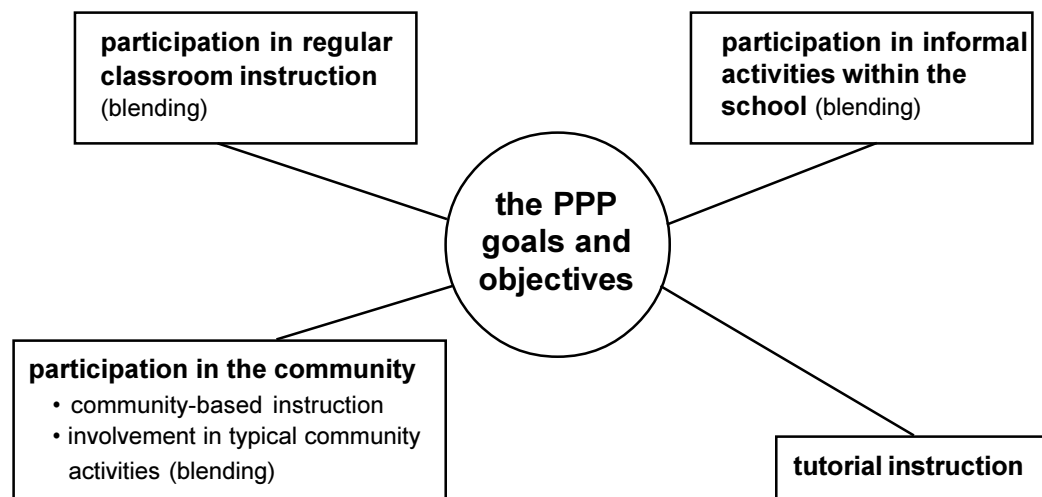 participation in regular
classroom instruction
(blending)
participation in informal
activities within the
school (blending)
the PPP
goals and
objectives
participation in the community
• community-based instruction
• involvement in typical community
activities (blending)
tutorial instruction